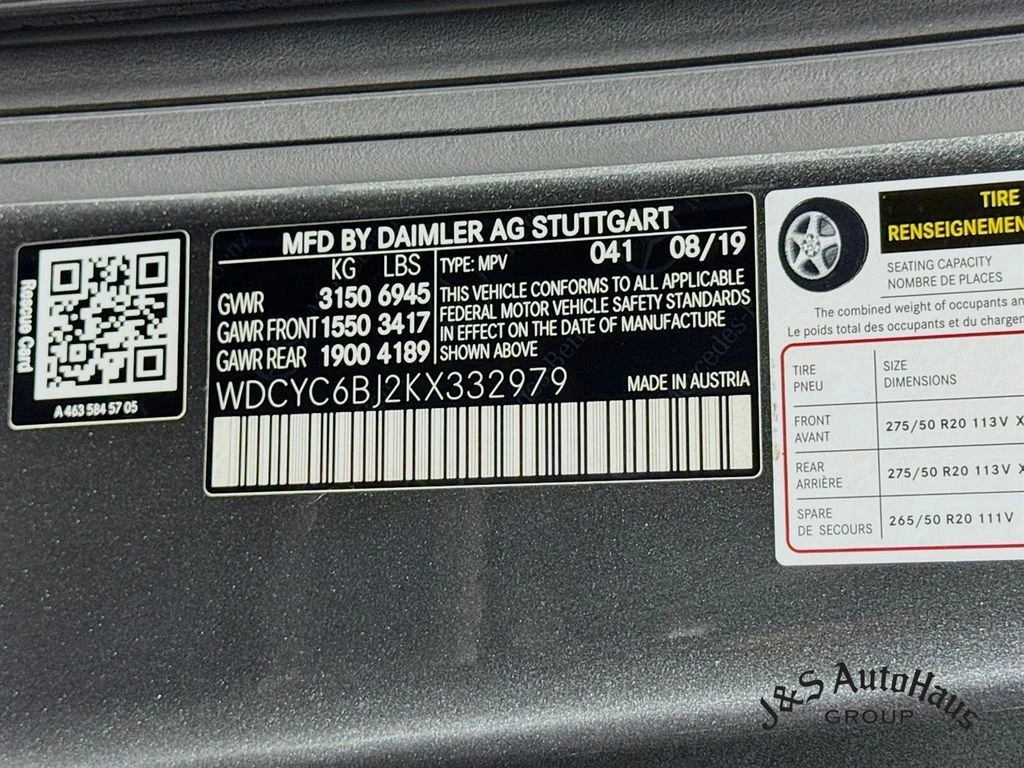 Rescue Card
A 463 584 57 05
MFD BY DAIMLER AG STUTTGART
KG LBS
GVWR 3150 6945
GAWR FRONT 1550 3417
GAWR REAR 1900 4189
TYPE: MPV 041 08/19
THIS VEHICLE CONFORMS TO ALL APPLICABLE
FEDERAL MOTOR VEHICLE SAFETY STANDARDS
IN EFFECT ON THE DATE OF MANUFACTURE
SHOWN ABOVE
WDCYC6BJ2KX332979
MADE IN AUSTRIA
TIRE
RENSEIGNEMEN
SEATING CAPACITY
NOMBRE DE PLACES
The combined weight of occupants an
Le poids total des occupants et du charge
TIRE
PNEU
SIZE
DIMENSIONS
FRONT
AVANT
275/50 R20 113V X
REAR
ARRIÈRE
275/50 R20 113V X
SPARE
DE SECOURS
265/50 R20 111V
J&S AutoHaus
GROUP